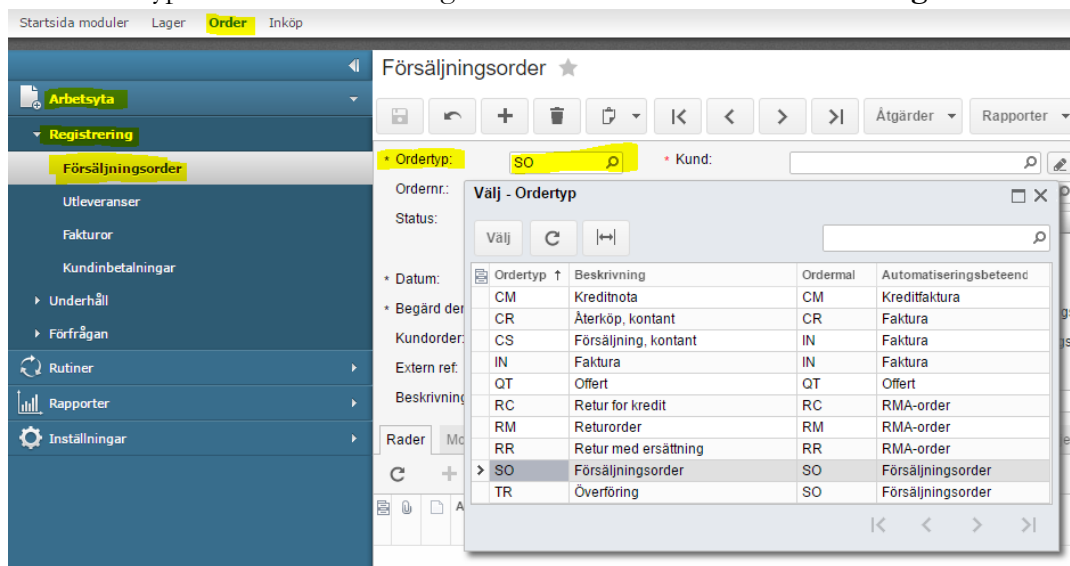 Startsida moduler Lager Order Inköp
Försäljningsorder
Arbetsyta
Registrering
Försäljningsorder
Utleveranser
Fakturor
Kundinbetalningar
Underhåll
Förfrågan
Rutiner
Rapporter
Inställningar
Åtgärder Rapporter
* Ordertyp: SO * Kund:
Ordernr.:
Status:
* Datum:
* Begärd
Kundorder:
Extern ref:
Beskrivning
Rader
Välj - Ordertyp
Välj
Ordertyp Beskrivning Ordermal
CM Kreditnota CM Kreditfaktura
CR Återköp, kontant CR Faktura
CS Försäljning, kontant IN Faktura
IN Faktura IN Faktura
QT Offert QT Offert
RC Retur for kredit RC RMA-order
RM Returorder RM RMA-order
RR Retur med ersättning RR RMA-order
SO Försäljningsorder SO Försäljningsorder
TR Överföring SO Försäljningsorder